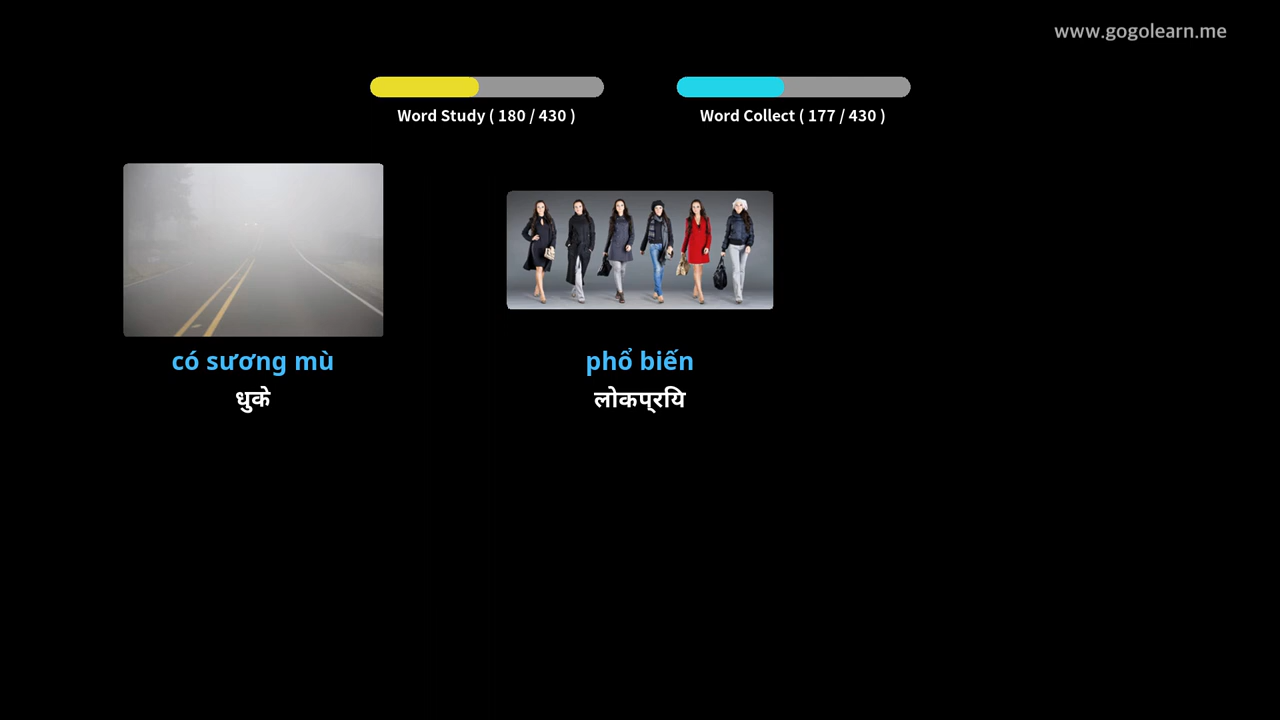 www.gogolearn.me
Word Study ( 180 / 430 )
Word Collect ( 177 / 430 )
có sương mù
धुके
phổ biến
लोकप्रिय